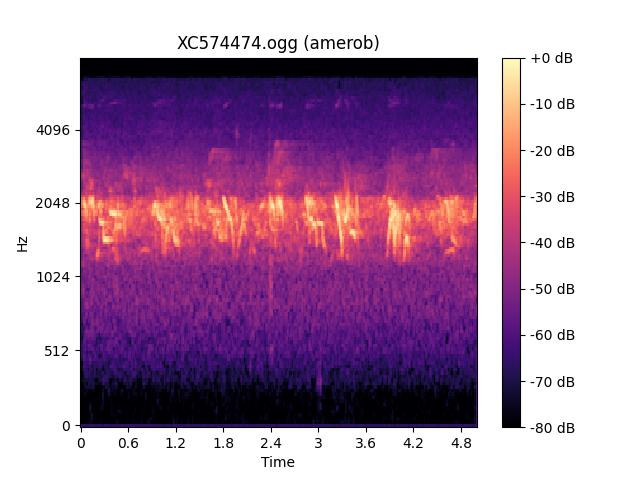 XC574474.ogg (amerob)
+0 dB
4096
-10 dB
-20 dB
2048
-30 dB
Hz
-40 dB
1024
-50 dB
-60 dB
512
-70 dB
0
-80 dB
0 0.6 1.2 1.8 2.4 3 3.6 4.2 4.8
Time